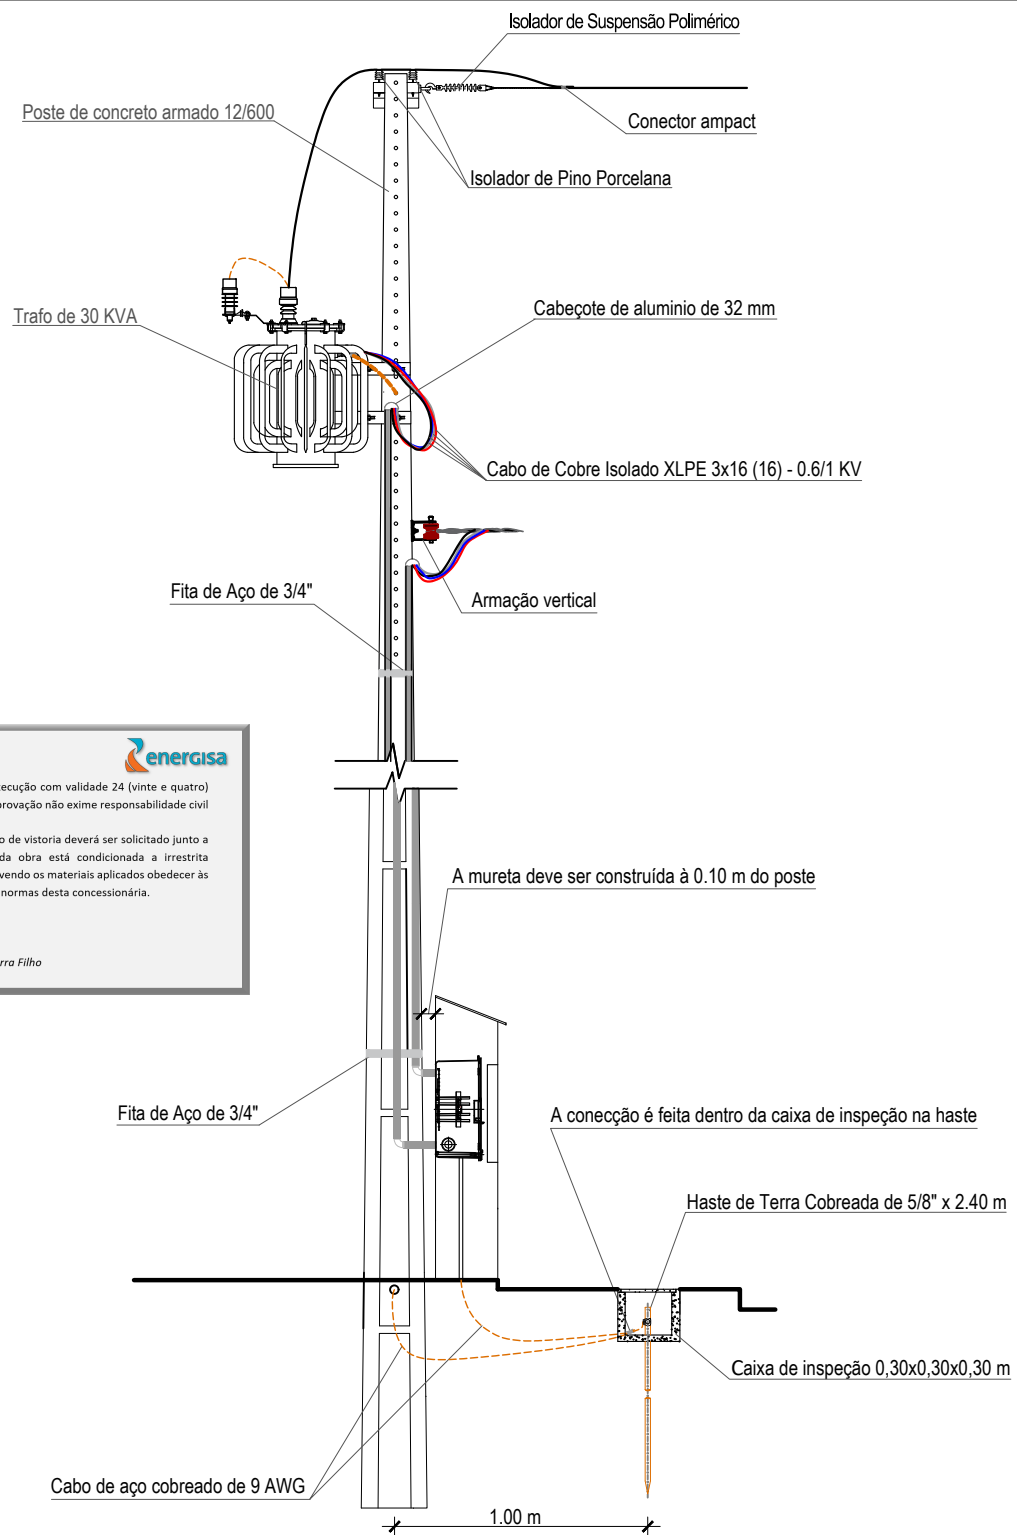 Isolador de Suspensão Polimérico
Poste de concreto armado 12/600
Conector ampact
Isolador de Pino Porcelana
Trafo de 30 KVA
Cabeçote de aluminio de 32 mm
Cabo de Cobre Isolado XLPE 3x16 (16) - 0.6/1 KV
Fita de Aço de 3/4"
Armação vertical
energisa
ecução com validade 24 (vinte e quatro)
rovação não exime responsabilidade civil
o de vistoria deverá ser solicitado junto a
da obra está condicionada a irrestrita
vendo os materiais aplicados obedecer às
normas desta concessionária.
rra Filho
A mureta deve ser construída à 0.10 m do poste
Fita de Aço de 3/4"
A conecção é feita dentro da caixa de inspeção na haste
Haste de Terra Cobreada de 5/8" x 2.40 m
Caixa de inspeção 0,30x0,30x0,30 m
Cabo de aço cobreado de 9 AWG
1.00 m